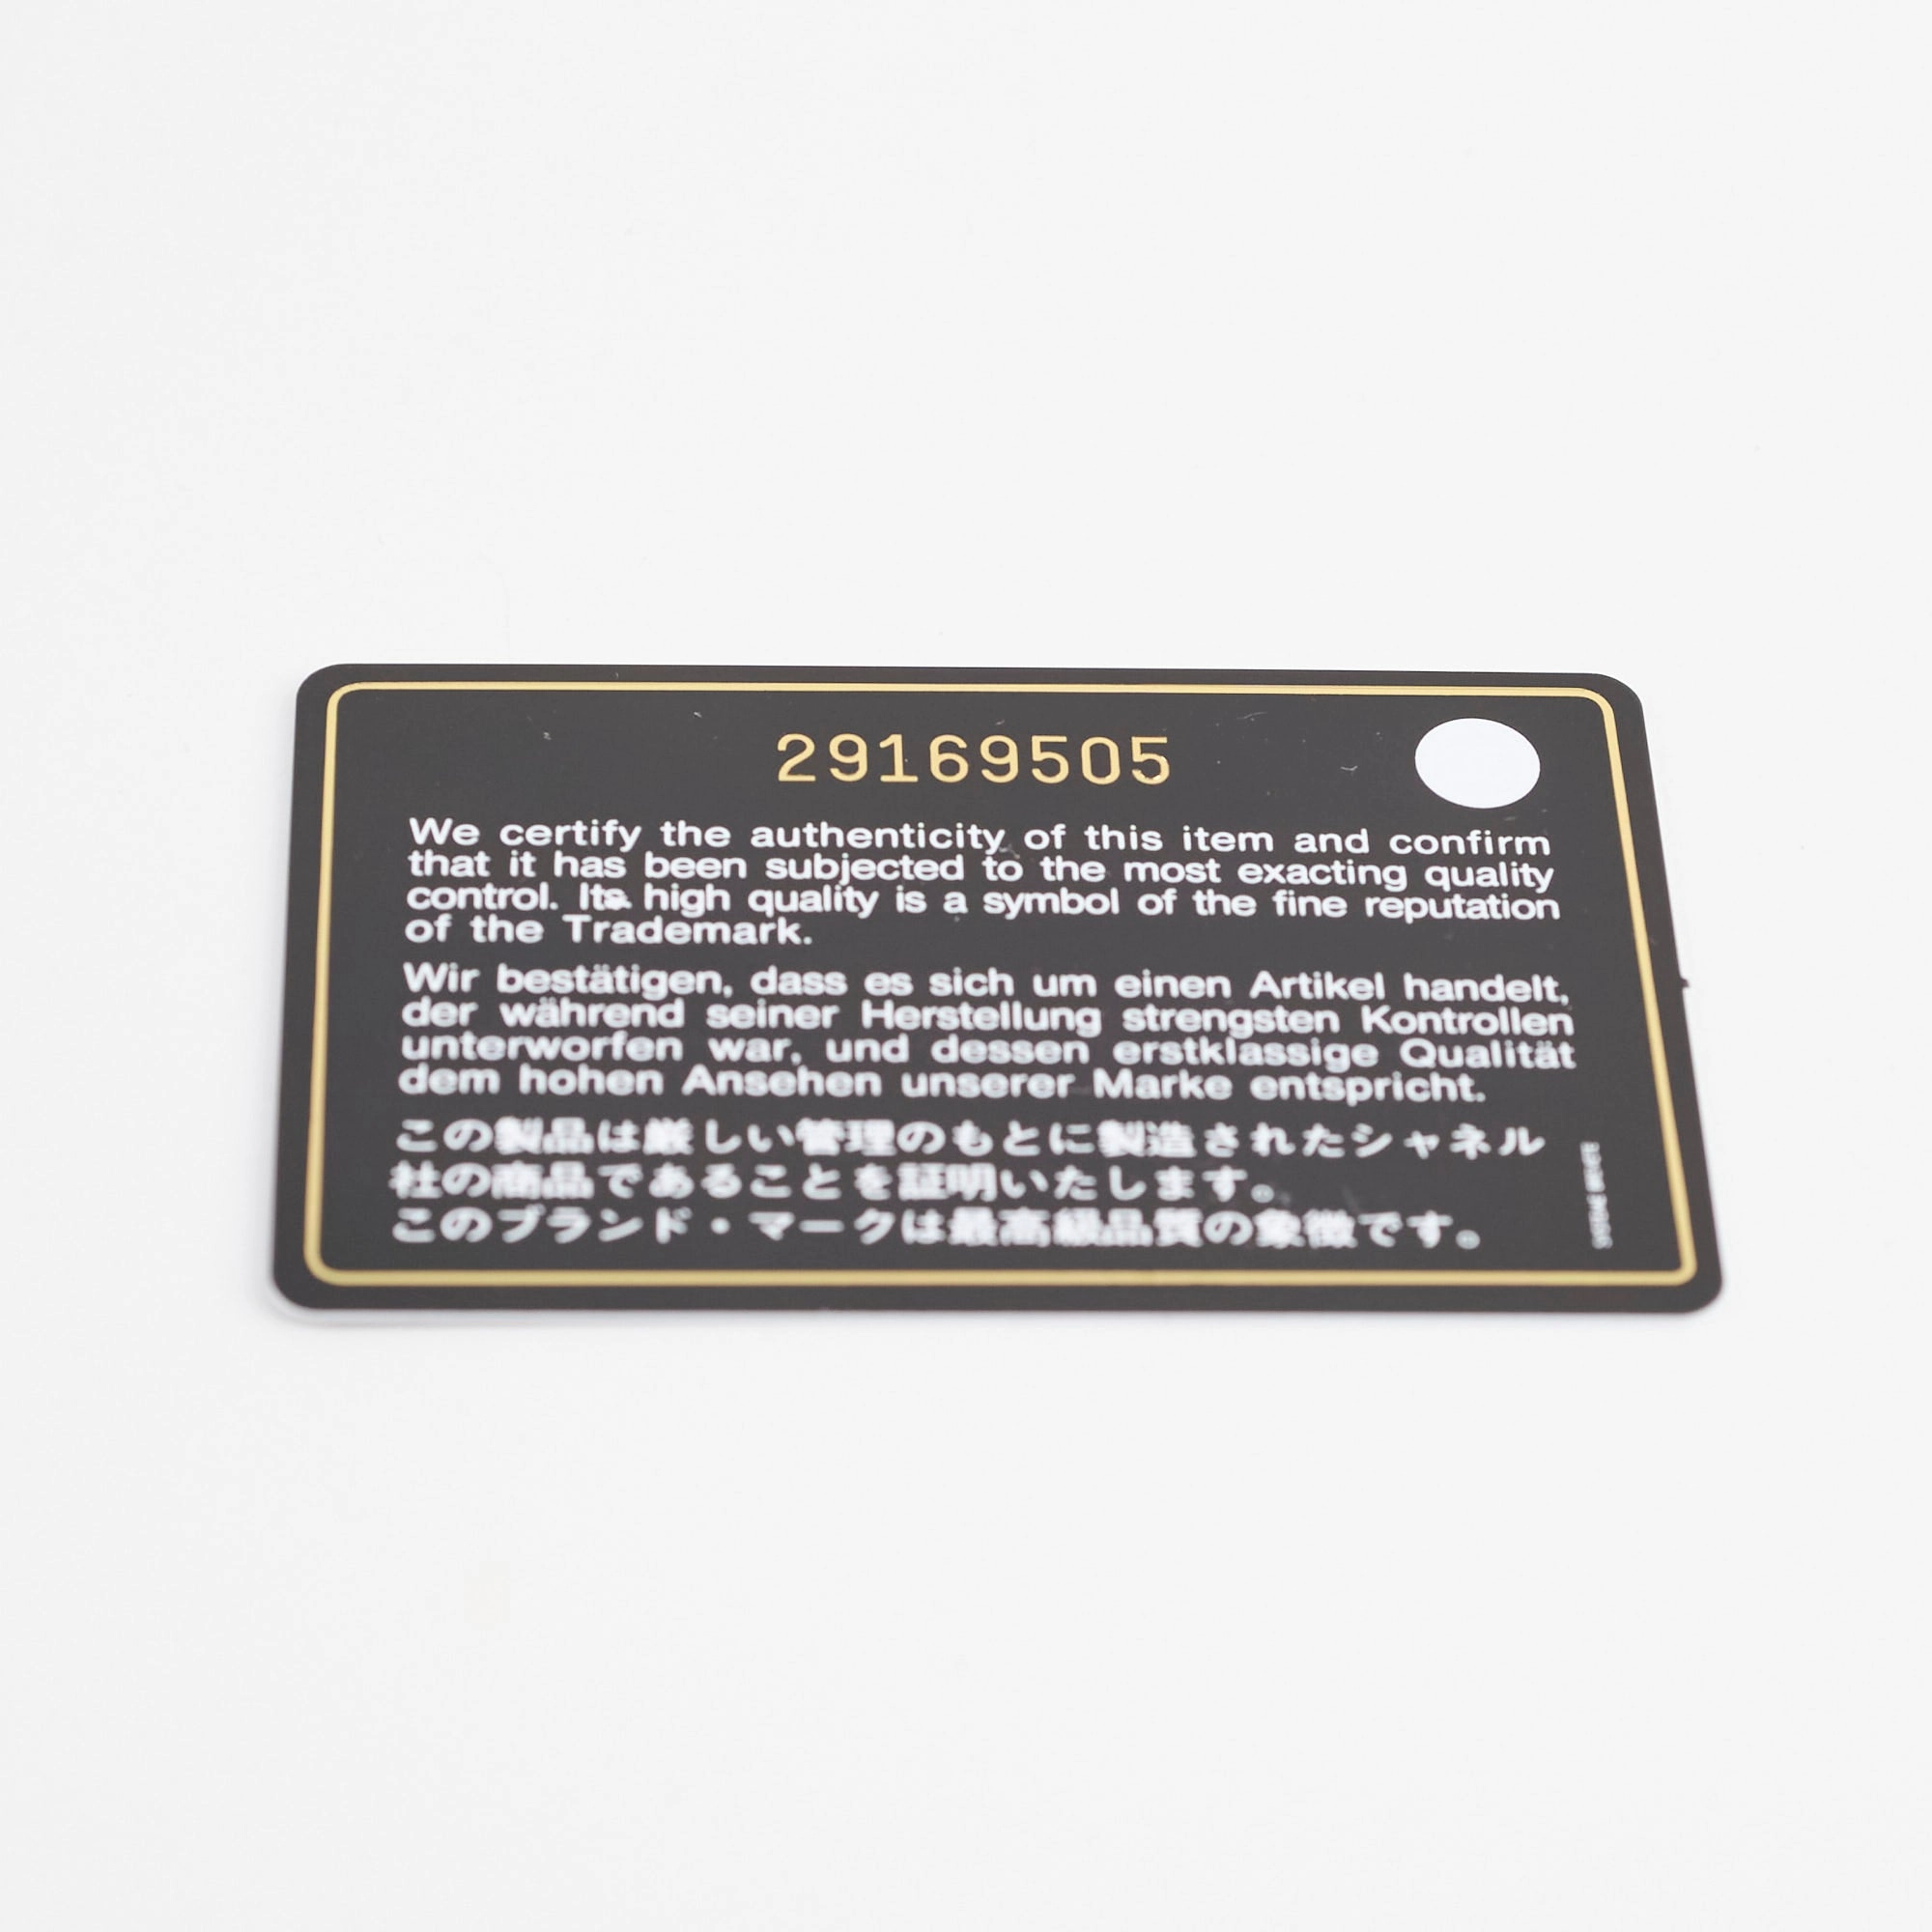 29169505
We certify the authenticity of this item and confirm
that it has been subjected to the most exacting quality
control. Its high quality is a symbol of the fine reputation
of the Trademark.
Wir bestätigen, dass es sich um einen Artikel handelt,
der während seiner Herstellung strengsten Kontrollen
unterworfen war, und dessen erstklassige Qualität
dem hohen Ansehen unserer Marke entspricht.
この製品は厳しい管理のもとに製造されたシャネル
社の商品であることを証明いたします。
このブランド・マークは最高級品質の象徴です。